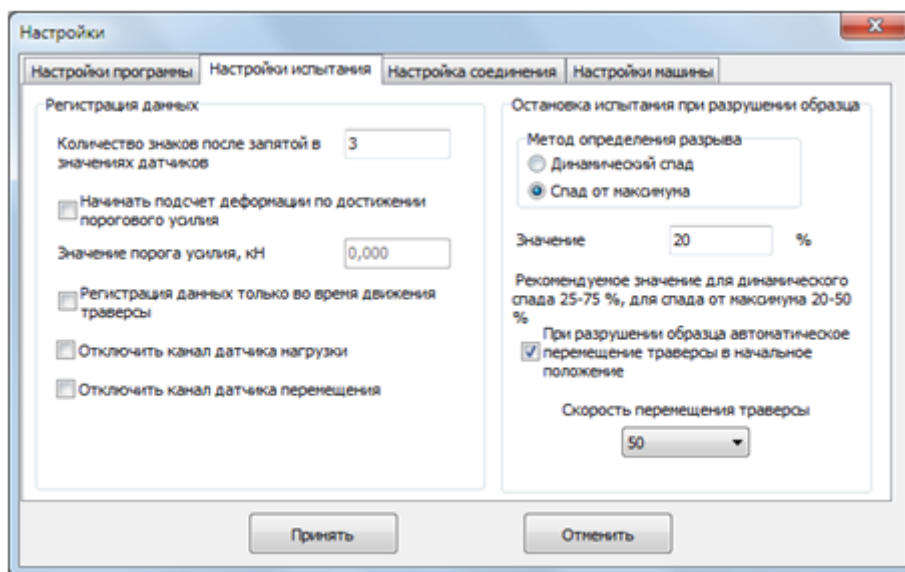 Настройки
Настройки программы
Настройки испытания
Настройка соединения
Настройки машины
Регистрация данных
Количество знаков после запятой в
значениях датчиков
3
Начинать подсчет деформации по достижении
порогового усилия
Значение порога усилия, кН
0,000
Регистрация данных только во время движения
траверсы
Отключить канал датчика нагрузки
Отключить канал датчика перемещения
Остановка испытания при разрушении образца
Метод определения разрыва
Динамический спад
Спад от максимума
Значение
20
%
Рекомендуемое значение для динамического
спада 25-75 %, для спада от максимума 20-50
%
При разрушении образца автоматическое
перемещение траверсы в начальное
положение
Скорость перемещения траверсы
50
Принять
Отменить